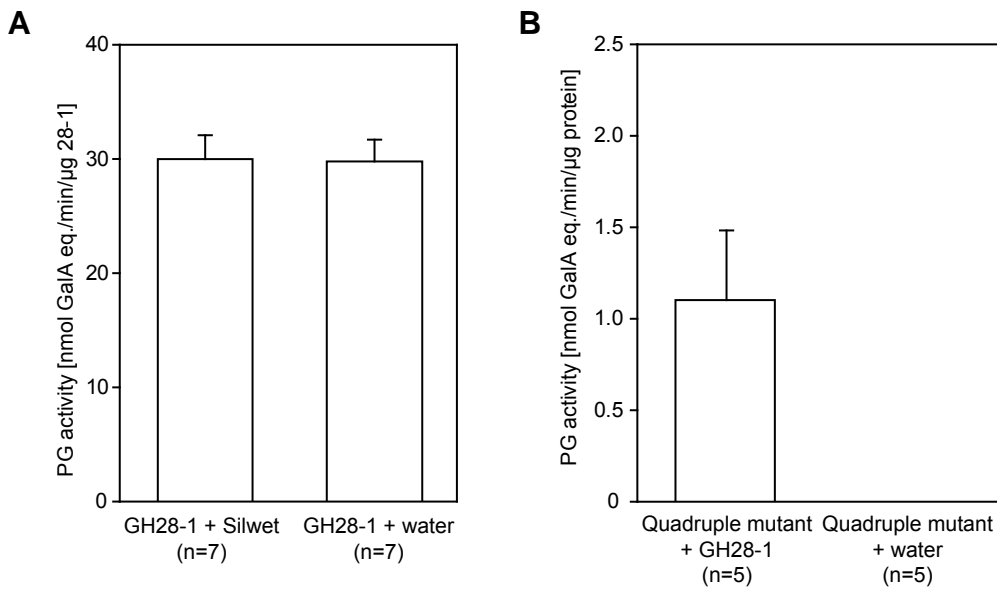 A
PG activity [nmol GalA eq./min/µg 28-1]
40
30
20
10
0
GH28-1 + Silwet
(n=7)
GH28-1 + water
(n=7)
B
PG activity [nmol GalA eq./min/µg protein]
2.5
2.0
1.5
1.0
0.5
0
Quadruple mutant
+ GH28-1
(n=5)
Quadruple mutant
+ water
(n=5)